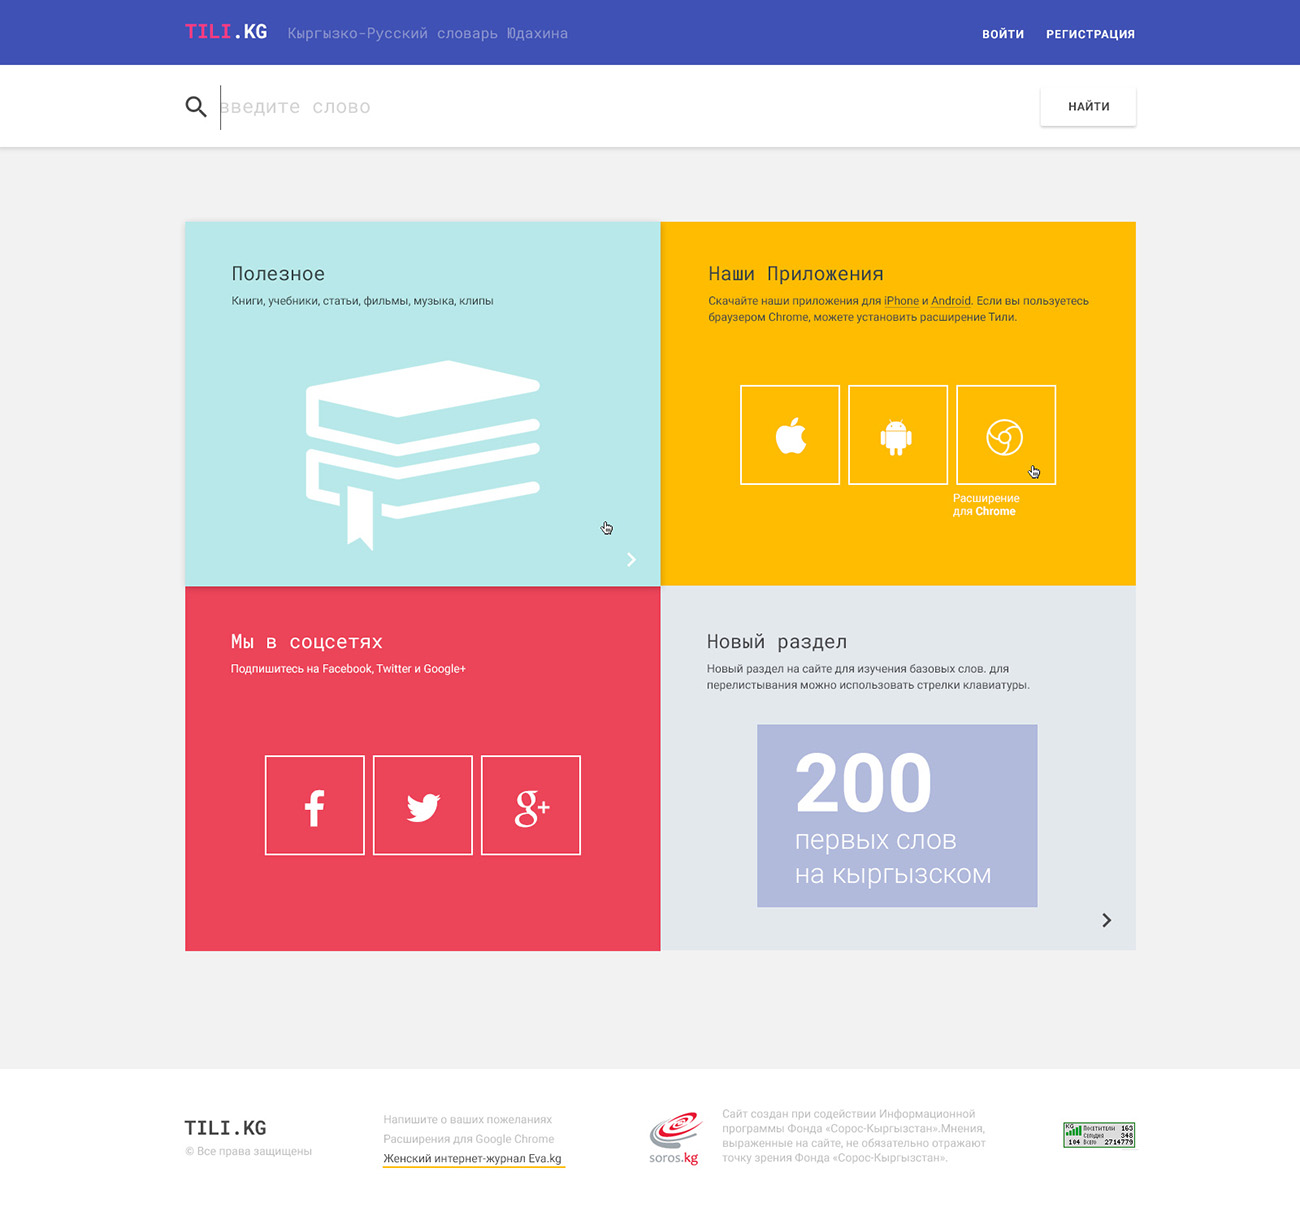 TILI.KG
Кыргызко-Русский словарь Юдахина
ВОЙТИ
РЕГИСТРАЦИЯ
введите слово
НАЙТИ
Полезное
Книги, учебники, статьи, фильмы, музыка, клипы
Наши Приложения
Скачайте наши приложения для iPhone и Android. Если вы пользуетесь
браузером Chrome, можете установить расширение Тили.
Расширение
для Chrome
Мы в соцсетях
Подпишитесь на Facebook, Twitter и Google+
Новый раздел
Новый раздел на сайте для изучения базовых слов. для
перелистывания можно использовать стрелки клавиатуры.
200
первых слов
на кыргызском
TILI.KG
© Все права защищены
Напишите о ваших пожеланиях
Расширения для Google Chrome
Женский интернет-журнал Eva.kg
soros.kg
Сайт создан при содействии Информационной
программы Фонда «Сорос-Кыргызстан».Мнения,
выраженные на сайте, не обязательно отражают
точку зрения Фонда «Сорос-Кыргызстан».
KG Посетители 163
Сегодня 348
104 Всего 2714779